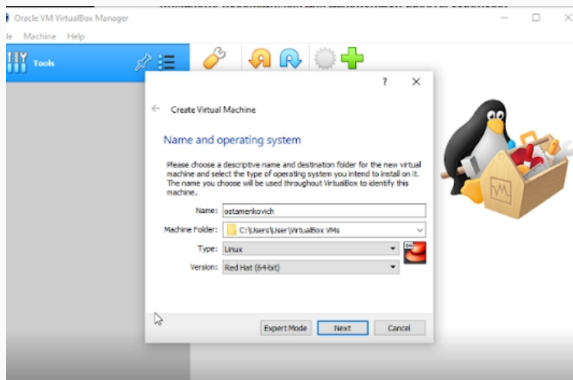 Oracle VM VirtualBox Manager
le Machine Help
Tools
? ×
Create Virtual Machine
Name and operating system
Please choose a descriptive name and destination folder for the new virtual
machine and select the type of operating system you intend to install on it.
The name you choose will be used throughout VirtualBox to identify this
machine.
Name: ostamenkovich
Machine Folder: C:\Users\User\VirtualBox VMs
Type: Linux
Version: Red Hat (64-bit)
Expert Mode Next Cancel